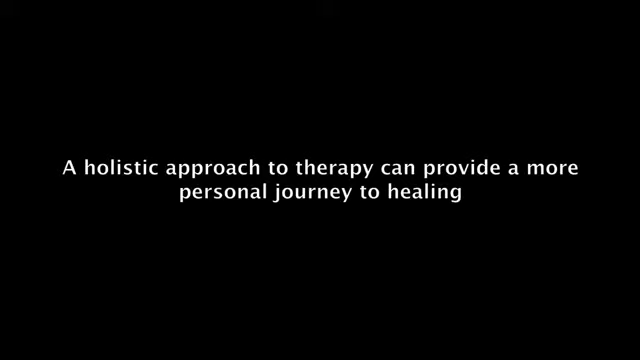 A holistic approach to therapy can provide a more
personal journey to healing